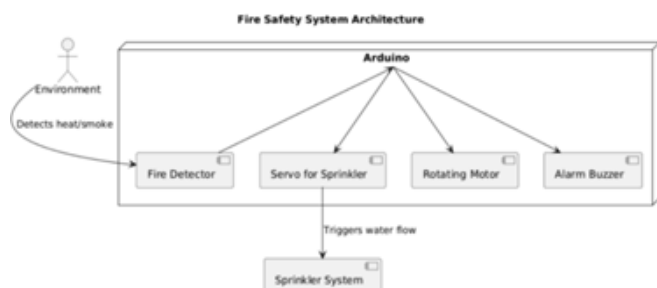 Fire Safety System Architecture
Arduino
Environment
Detects heat/smoke
Fire Detector
Servo for Sprinkler
Rotating Motor
Alarm Buzzer
Triggers water flow
Sprinkler System